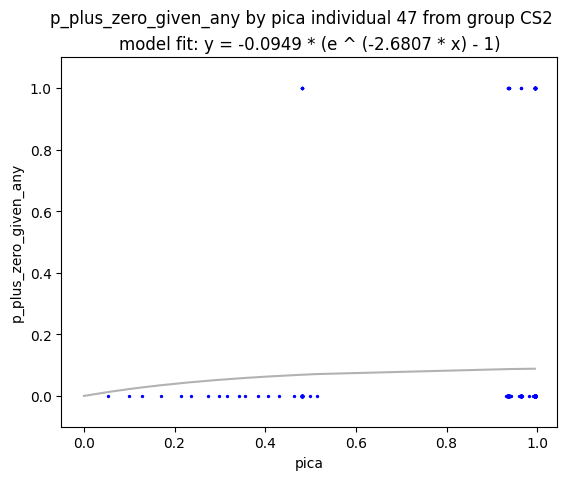 p_plus_zero_given_any by pica individual 47 from group CS2
model fit: y = -0.0949 * (e ^ (-2.6807 * x) - 1)
1.0
0.8
0.6
0.4
0.2
0.0
p_plus_zero_given_any
0.0 0.2 0.4 0.6 0.8 1.0
pica